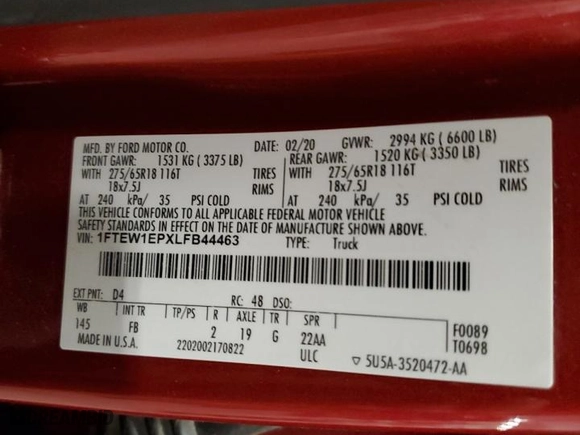 MFD. BY FORD MOTOR CO. DATE: 02/20 GVWR: 2994 KG ( 6600 LB)
FRONT GAWR: 1531 KG ( 3375 LB) REAR GAWR: 1520 KG ( 3350 LB)
WITH 275/65R18 116T TIRES WITH 275/65R18 116T TIRES
18x7.5J RIMS 18x7.5J RIMS
AT 240 kPa/ 35 PSI COLD AT 240 kPa/ 35 PSI COLD
THIS VEHICLE CONFORMS TO ALL APPLICABLE FEDERAL MOTOR VEHICLE
SAFETY STANDARDS IN EFFECT ON THE DATE OF MANUFACTURE SHOWN ABOVE.
VIN: 1FTEW1EPXLFB44463 TYPE: Truck
EXT PNT: D4 RC: 48 DSO:
WB INT TR TP/PS R AXLE TR SPR
145 FB 2 19 G 22AA
F0089
T0698
MADE IN U.S.A. 2202002170822 ULC ▽ 5U5A-3520472-AA